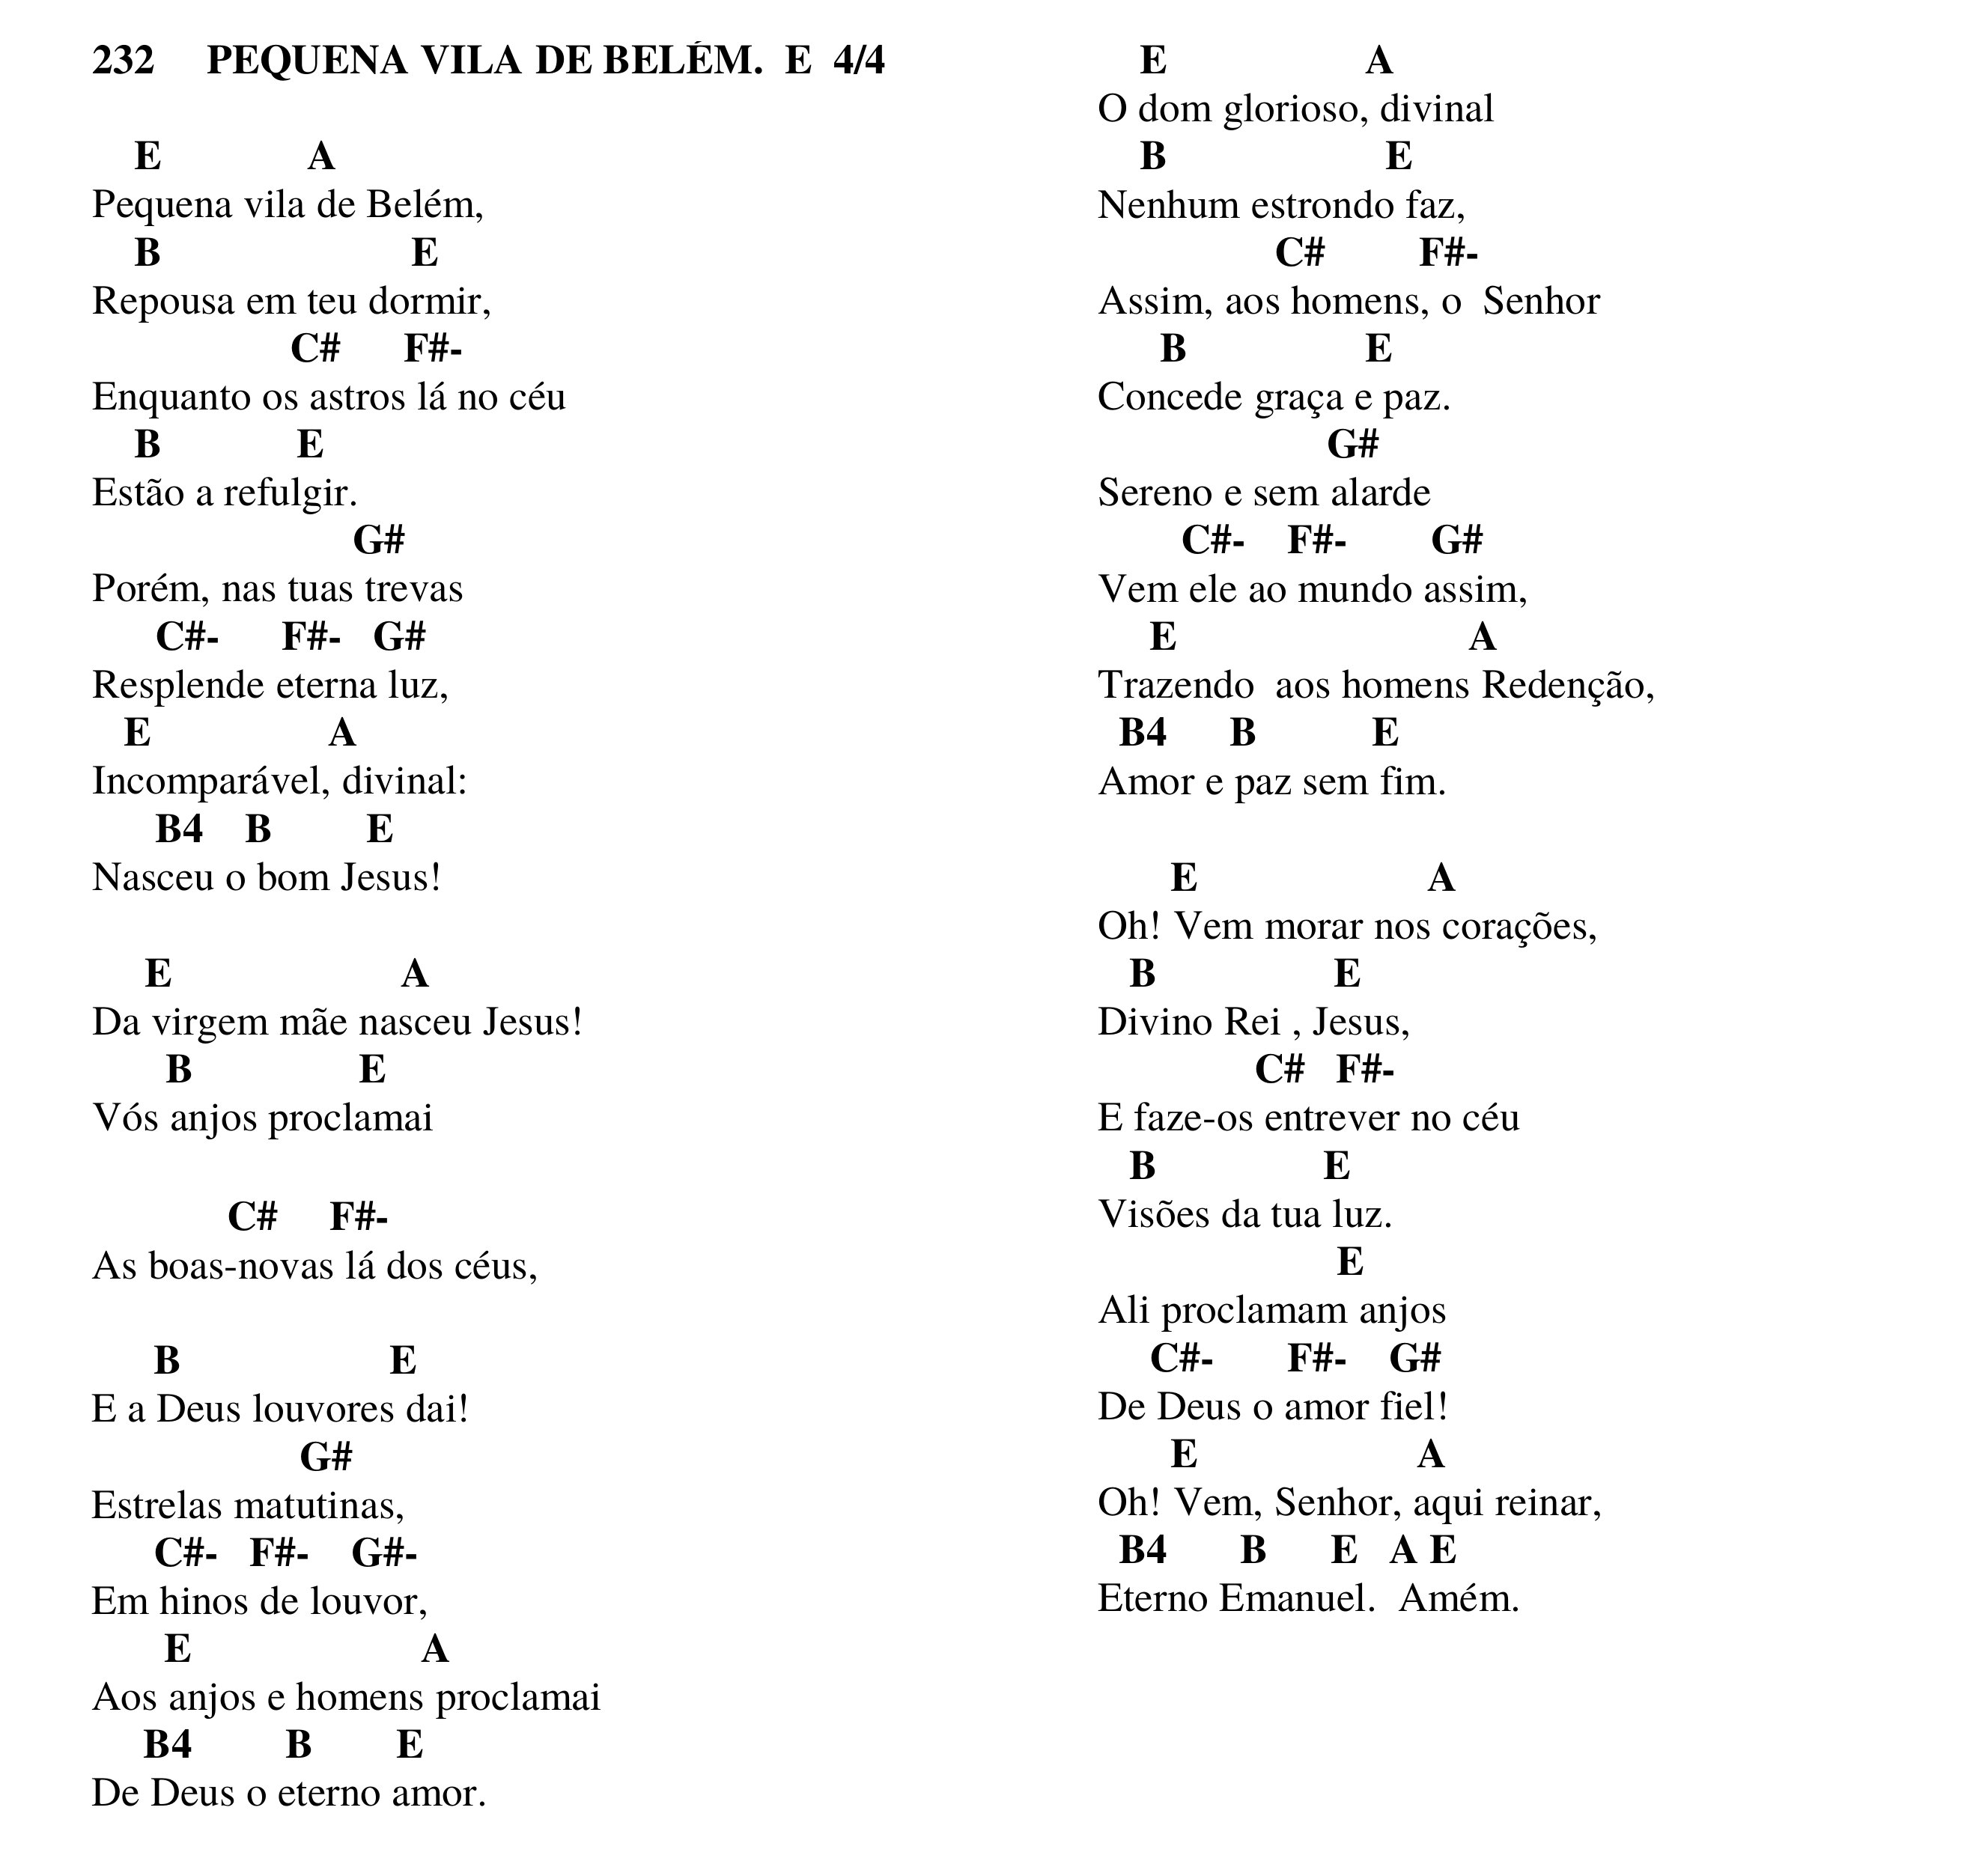 232     PEQUENA VILA DE BELÉM.  E  4/4
E              A
Pequena vila de Belém,
B                        E
Repousa em teu dormir,
C#      F#-
Enquanto os astros lá no céu
B             E
Estão a refulgir.
G#
Porém, nas tuas trevas
C#-      F#-   G#
Resplende eterna luz,
E                 A
Incomparável, divinal:
B4    B         E
Nasceu o bom Jesus!
E                      A
Da virgem mãe nasceu Jesus!
B                E
Vós anjos proclamai
C#     F#-
As boas-novas lá dos céus,
B                    E
E a Deus louvores dai!
G#
Estrelas matutinas,
C#-   F#-    G#-
Em hinos de louvor,
E                      A
Aos anjos e homens proclamai
B4         B        E
De Deus o eterno amor.
E                   A
O dom glorioso, divinal
B                     E
Nenhum estrondo faz,
C#         F#-
Assim, aos homens, o  Senhor
B                 E
Concede graça e paz.
G#
Sereno e sem alarde
C#-    F#-        G#
Vem ele ao mundo assim,
E                            A
Trazendo  aos homens Redenção,
B4      B           E
Amor e paz sem fim.
E                      A
Oh! Vem morar nos corações,
B                 E
Divino Rei , Jesus,
C#   F#-
E faze-os entrever no céu
B                E
Visões da tua luz.
E
Ali proclamam anjos
C#-       F#-    G#
De Deus o amor fiel!
E                     A
Oh! Vem, Senhor, aqui reinar,
B4       B      E   A E
Eterno Emanuel.  Amém.